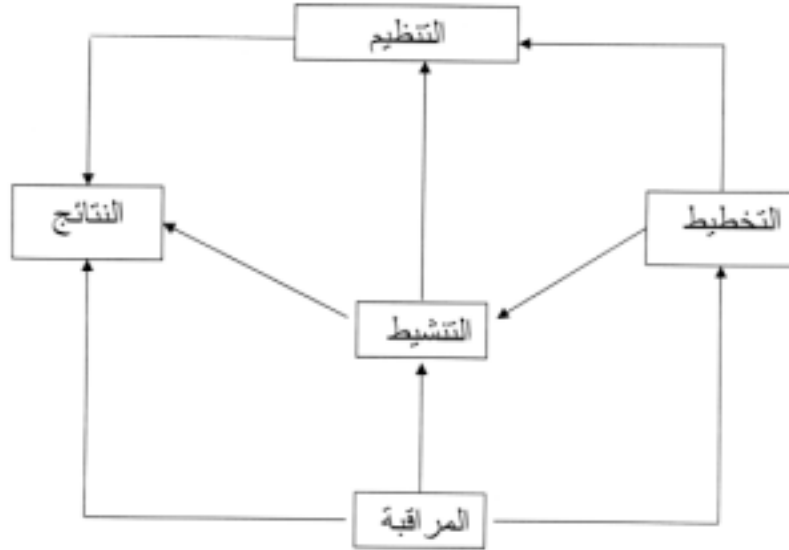 التنظيم
التخطيط
النتائج
التنشيط
المراقبة